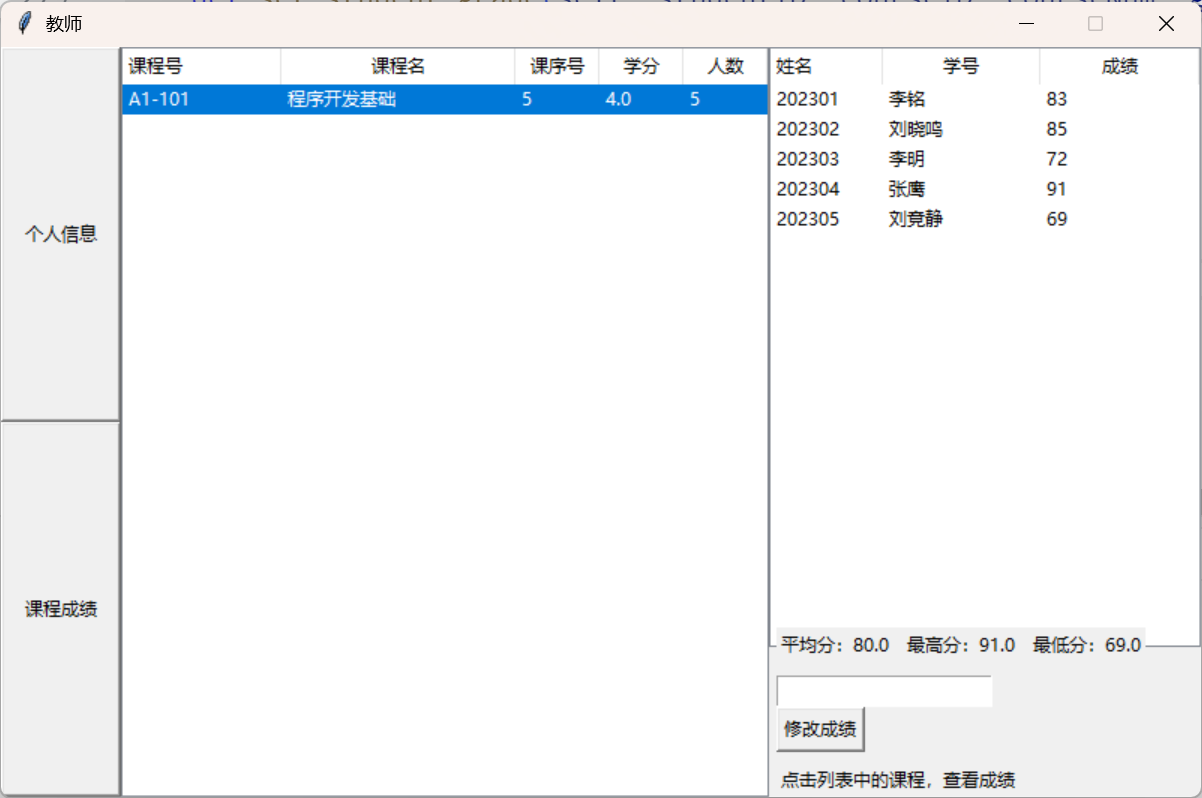 教师
个人信息
课程成绩
课程号 课程名 课序号 学分 人数
A1-101 程序开发基础 5 4.0 5
姓名 学号 成绩
202301 李铭 83
202302 刘晓鸣 85
202303 李明 72
202304 张鹰 91
202305 刘竞静 69
平均分：80.0 最高分：91.0 最低分：69.0
修改成绩
点击列表中的课程，查看成绩